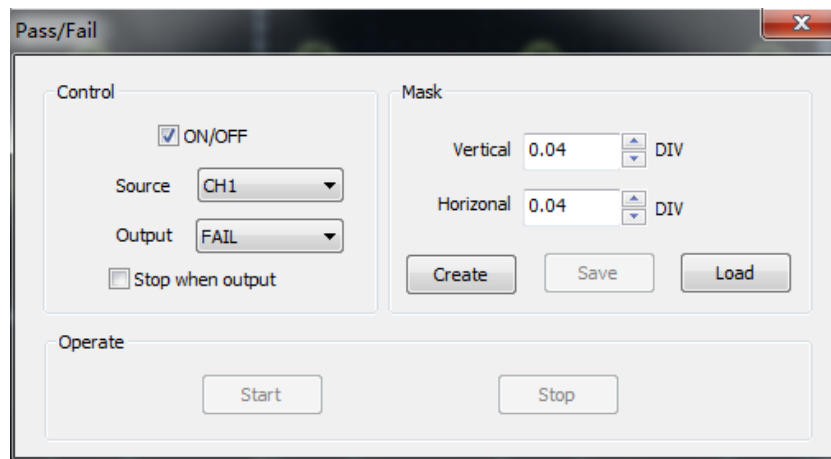 Pass/Fail
Control
ON/OFF
Source CH1
Output FAIL
Stop when output
Mask
Vertical 0.04 DIV
Horizonal 0.04 DIV
Create Save Load
Operate
Start Stop